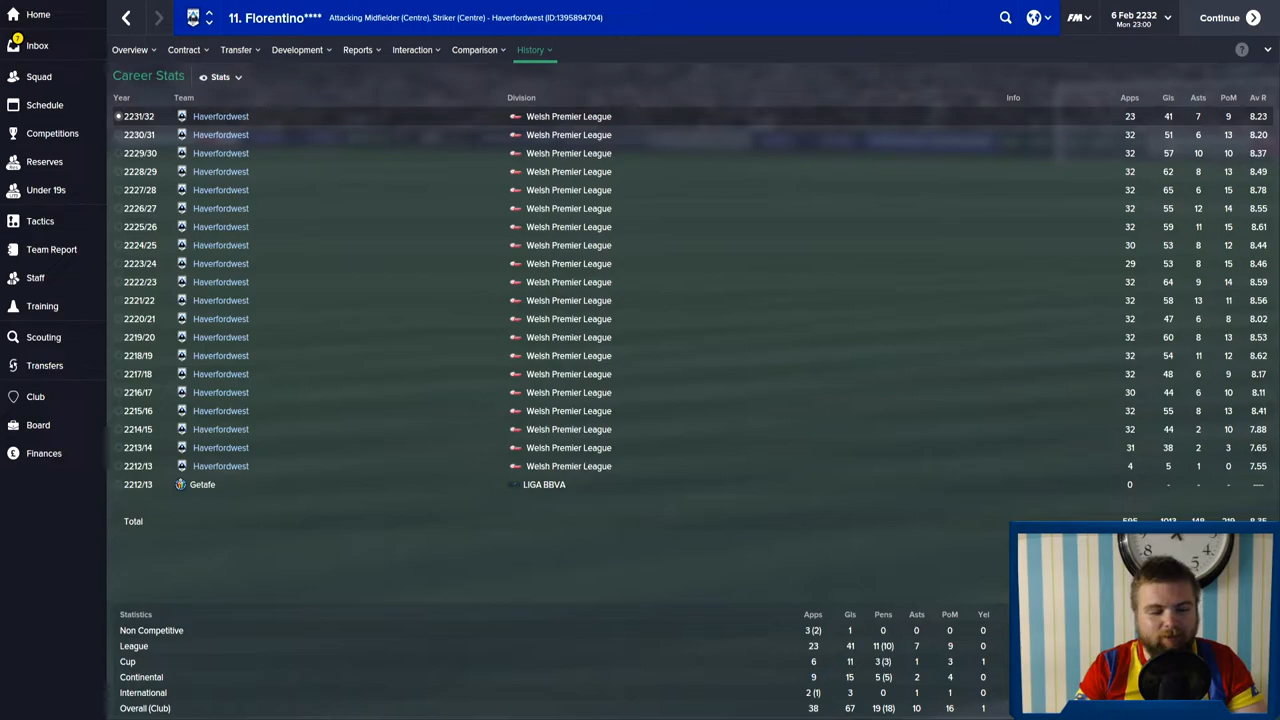 Home
Inbox
7
Squad
Schedule
Competitions
Reserves
Under 19s
Tactics
Team Report
Staff
Training
Scouting
Transfers
Club
Board
Finances
11. Florentino**** Attacking Midfielder (Centre), Striker (Centre) - Haverfordwest (ID:1395894704)
FM
6 Feb 2232
Mon 23:00
Continue
Overview Contract Transfer Development Reports Interaction Comparison History
Career Stats Stats
Year Team Division Info Apps Gls Asts PoM Av R
2231/32 Haverfordwest Welsh Premier League 23 41 7 9 8.23
2230/31 Haverfordwest Welsh Premier League 32 51 6 13 8.20
2229/30 Haverfordwest Welsh Premier League 32 57 10 10 8.37
2228/29 Haverfordwest Welsh Premier League 32 62 8 13 8.49
2227/28 Haverfordwest Welsh Premier League 32 65 6 15 8.78
2226/27 Haverfordwest Welsh Premier League 32 55 12 14 8.55
2225/26 Haverfordwest Welsh Premier League 32 59 11 15 8.61
2224/25 Haverfordwest Welsh Premier League 30 53 8 12 8.44
2223/24 Haverfordwest Welsh Premier League 29 53 8 15 8.46
2222/23 Haverfordwest Welsh Premier League 32 64 9 14 8.59
2221/22 Haverfordwest Welsh Premier League 32 58 13 11 8.56
2220/21 Haverfordwest Welsh Premier League 32 47 6 8 8.02
2219/20 Haverfordwest Welsh Premier League 32 60 8 13 8.53
2218/19 Haverfordwest Welsh Premier League 32 54 11 12 8.62
2217/18 Haverfordwest Welsh Premier League 32 48 6 9 8.17
2216/17 Haverfordwest Welsh Premier League 30 44 6 10 8.11
2215/16 Haverfordwest Welsh Premier League 32 55 8 13 8.41
2214/15 Haverfordwest Welsh Premier League 32 44 2 10 7.88
2213/14 Haverfordwest Welsh Premier League 31 38 2 3 7.65
2212/13 Haverfordwest Welsh Premier League 4 5 1 0 7.55
2212/13 Getafe LIGA BBVA 0 - - - ----
Total 595 1013 148 219 8.35
Statistics Apps Gls Pens Asts PoM Yel
Non Competitive 3 (2) 1 0 0 0 0
League 23 41 11 (10) 7 9 0
Cup 6 11 3 (3) 1 3 1
Continental 9 15 5 (5) 2 4 0
International 2 (1) 3 0 1 1 0
Overall (Club) 38 67 19 (18) 10 16 1